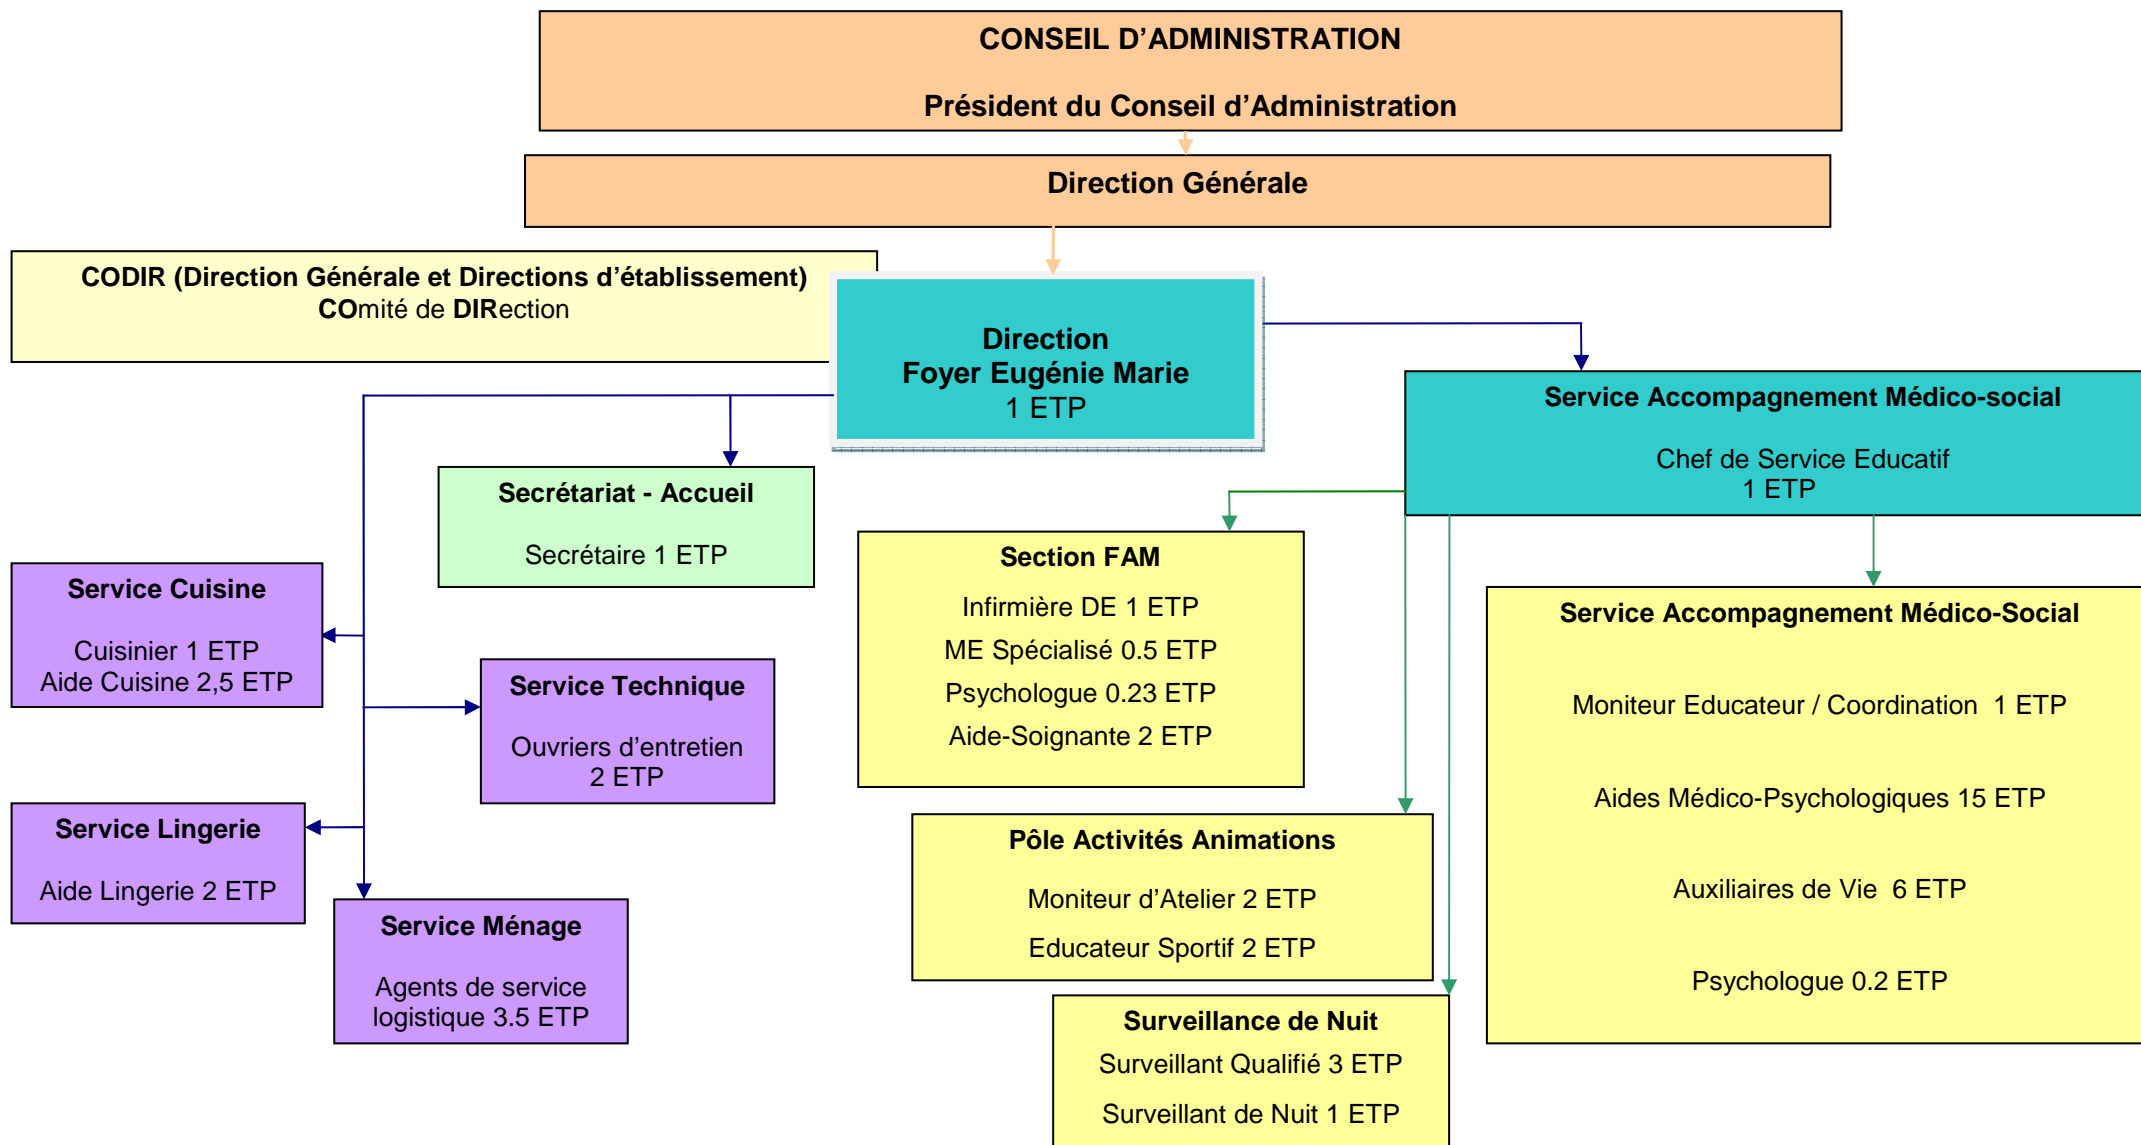 CONSEIL D’ADMINISTRATION
Président du Conseil d’Administration
Direction Générale
CODIR (Direction Générale et Directions d’établissement)
COmité de DIRection
Direction
Foyer Eugénie Marie
1 ETP
Service Accompagnement Médico-social
Chef de Service Educatif
1 ETP
Secrétariat - Accueil
Secrétaire 1 ETP
Service Cuisine
Cuisinier 1 ETP
Aide Cuisine 2,5 ETP
Service Technique
Ouvriers d’entretien
2 ETP
Service Lingerie
Aide Lingerie 2 ETP
Service Ménage
Agents de service
logistique 3.5 ETP
Section FAM
Infirmière DE 1 ETP
ME Spécialisé 0.5 ETP
Psychologue 0.23 ETP
Aide-Soignante 2 ETP
Pôle Activités Animations
Moniteur d’Atelier 2 ETP
Educateur Sportif 2 ETP
Surveillance de Nuit
Surveillant Qualifié 3 ETP
Surveillant de Nuit 1 ETP
Service Accompagnement Médico-Social
Moniteur Educateur / Coordination  1 ETP
Aides Médico-Psychologiques 15 ETP
Auxiliaires de Vie  6 ETP
Psychologue 0.2 ETP